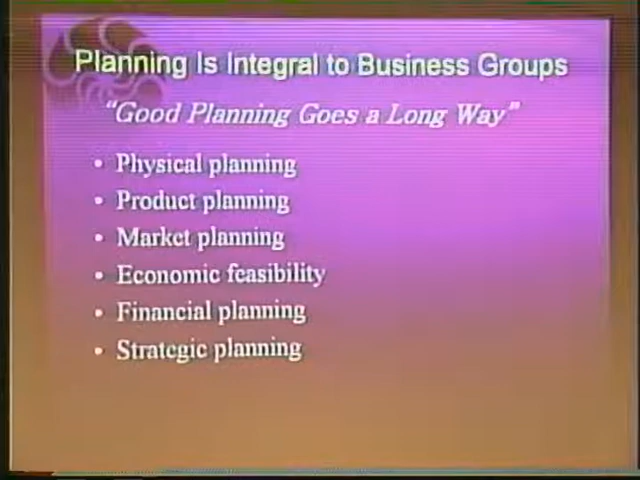 Planning Is Integral to Business Groups
“Good Planning Goes a Long Way”
• Physical planning
• Product planning
• Market planning
• Economic feasibility
• Financial planning
• Strategic planning